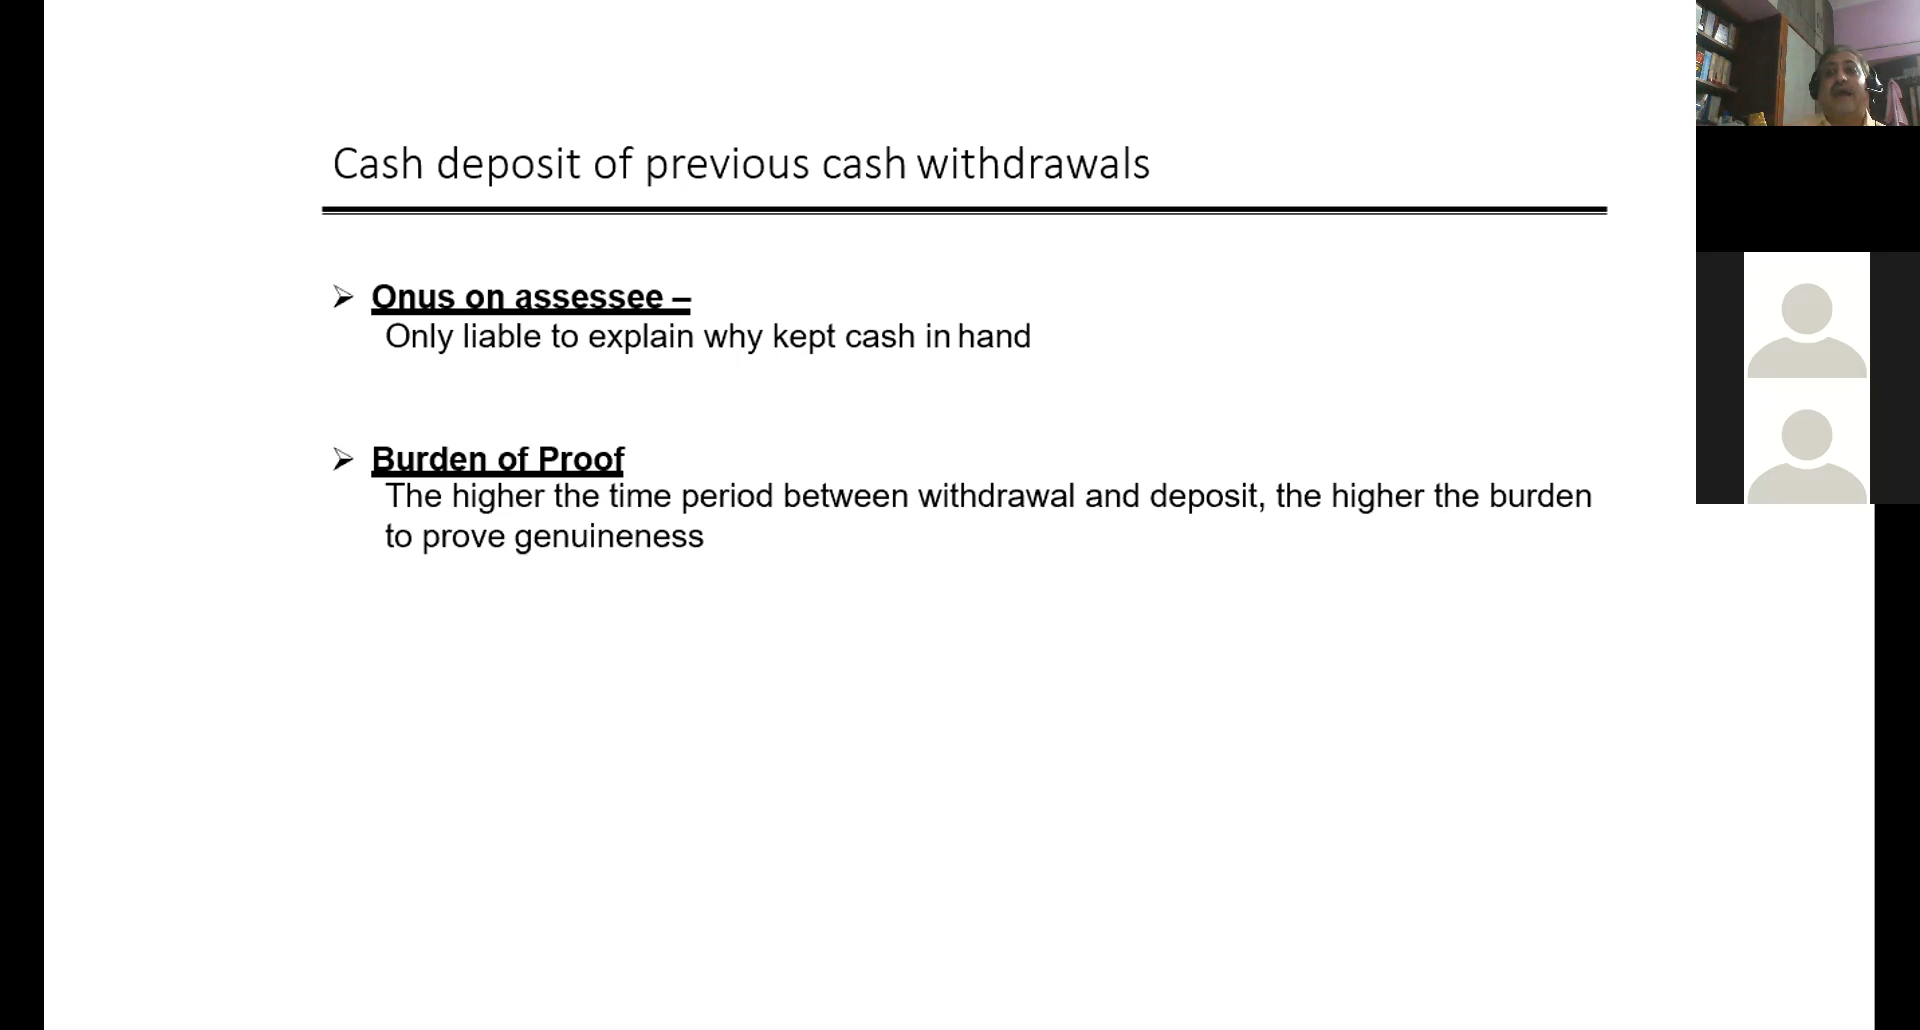 Cash deposit of previous cash withdrawals
Onus on assessee –
Only liable to explain why kept cash in hand
Burden of Proof
The higher the time period between withdrawal and deposit, the higher the burden
to prove genuineness